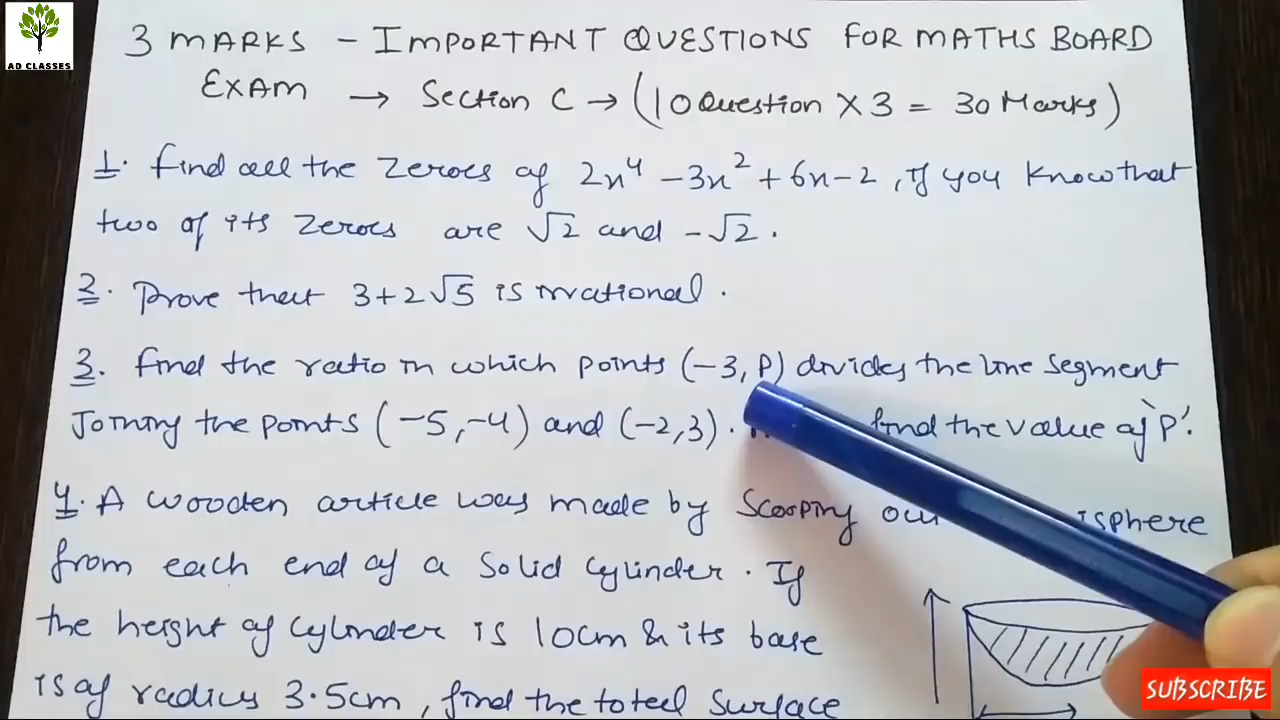 AD CLASSES
3 MARKS - IMPORTANT QUESTIONS FOR MATHS BOARD
EXAM → Section C → (10 Question X 3 = 30 Marks)
1. find all the zeroes of 2x⁴ - 3x² + 6x - 2, if you know that
two of its zeroes are √2 and -√2.
2. Prove that 3+2√5 is irrational.
3. find the ratio in which points (-3, P) divides the line segment
Joining the points (-5, -4) and (-2, 3). find the value of 'P'.
4. A wooden article was made by Scooping
from each end of a Solid cylinder. If
the height of cylinder is 10cm & its base
is of radius 3.5cm, find the total surface
SUBSCRIBE